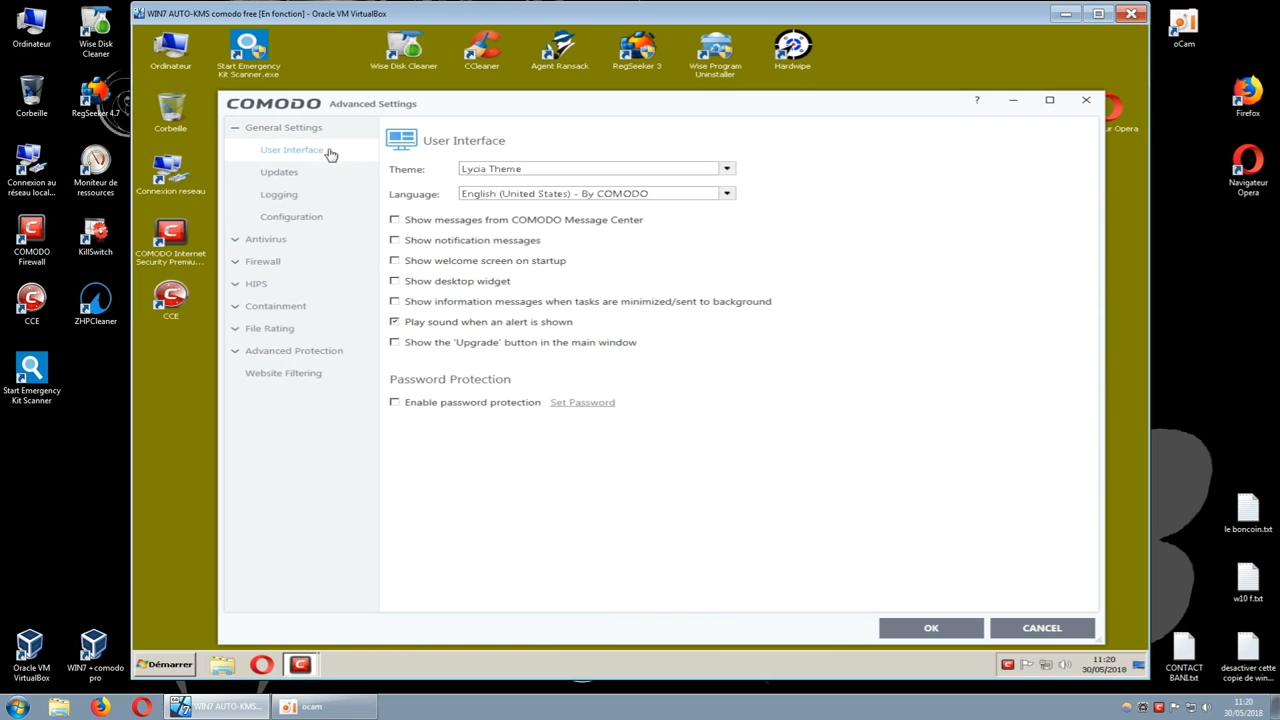 WIN7 AUTO-KMS comodo free [En fonction] - Oracle VM VirtualBox
Ordinateur
Wise Disk
Cleaner
Corbeille
RegSeeker 4.7
Connexion au
réseau local...
Moniteur de
ressources
COMODO
Firewall
KillSwitch
CCE
ZHPCleaner
Start Emergency
Kit Scanner
Oracle VM
VirtualBox
WIN7 +comodo
pro
Ordinateur
Start Emergency
Kit Scanner.exe
Wise Disk Cleaner
CCleaner
Agent Ransack
RegSeeker 3
Wise Program
Uninstaller
Hardwipe
Corbeille
Connexion reseau
COMODO Internet
Security Premiu...
CCE
ur Opera
COMODO Advanced Settings
?
General Settings
User Interface
Updates
Logging
Configuration
Antivirus
Firewall
HIPS
Containment
File Rating
Advanced Protection
Website Filtering
User Interface
Theme: Lycia Theme
Language: English (United States) - By COMODO
Show messages from COMODO Message Center
Show notification messages
Show welcome screen on startup
Show desktop widget
Show information messages when tasks are minimized/sent to background
Play sound when an alert is shown
Show the 'Upgrade' button in the main window
Password Protection
Enable password protection Set Password
OK
CANCEL
Démarrer
11:20
30/05/2018
oCam
Firefox
Navigateur
Opera
le boncoin.txt
w10 f.txt
CONTACT
BANI.txt
desactiver cette
copie de win...
WIN7 AUTO-KMS...
ocam
11:20
30/05/2018